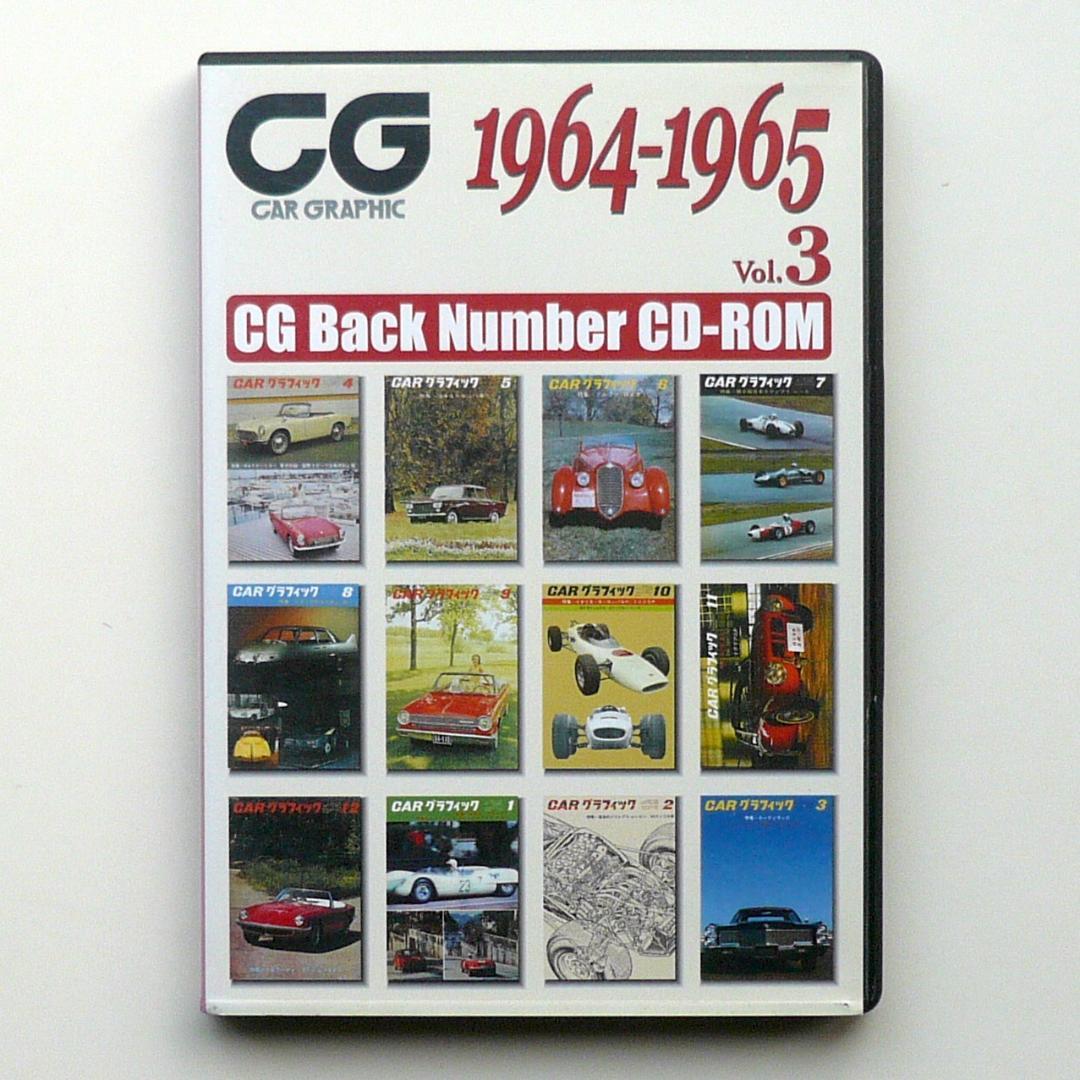 CG
CAR GRAPHIC
1964-1965
Vol.3
CG Back Number CD-ROM
CARグラフィック 4
CARグラフィック 5
CARグラフィック 6
CARグラフィック 7
CARグラフィック 8
CARグラフィック 9
CARグラフィック 10
CARグラフィック 11
CARグラフィック 12
CARグラフィック 1
23
CARグラフィック 2
CARグラフィック 3